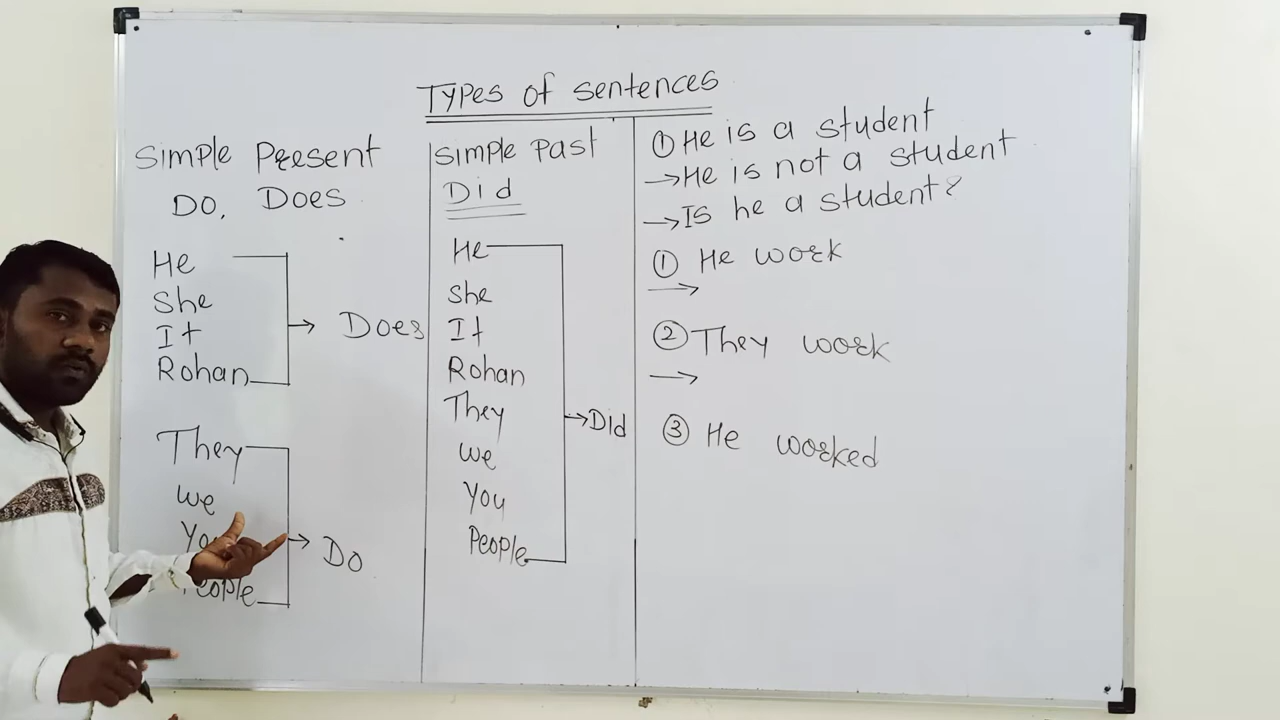 Types of sentences
Simple Present
Do, Does
He
She
It
Rohan
Does
They
We
People
Do
Simple Past
Did
He
She
It
Rohan
They
We
You
People
Did
① He is a student
→ He is not a student
→ Is he a student?
① He work
→
② They work
→
③ He worked